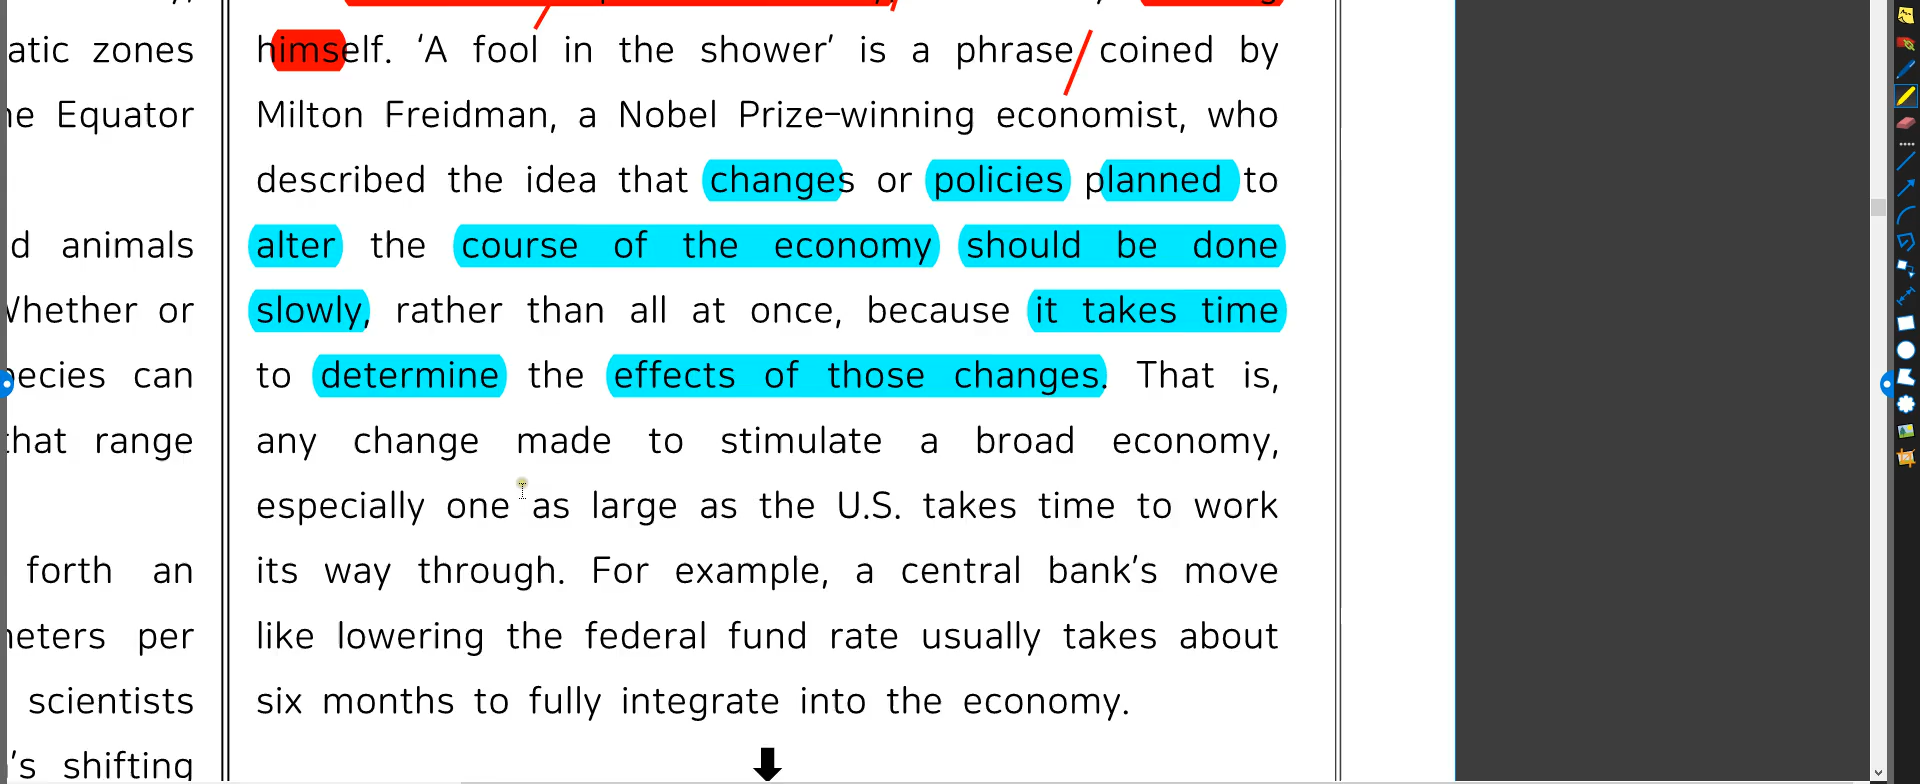 atic zones
ne Equator
d animals
Whether or
pecies can
that range
forth an
meters per
scientists
's shifting
himself. 'A fool in the shower' is a phrase coined by
Milton Freidman, a Nobel Prize-winning economist, who
described the idea that changes or policies planned to
alter the course of the economy should be done
slowly, rather than all at once, because it takes time
to determine the effects of those changes. That is,
any change made to stimulate a broad economy,
especially one as large as the U.S. takes time to work
its way through. For example, a central bank's move
like lowering the federal fund rate usually takes about
six months to fully integrate into the economy.